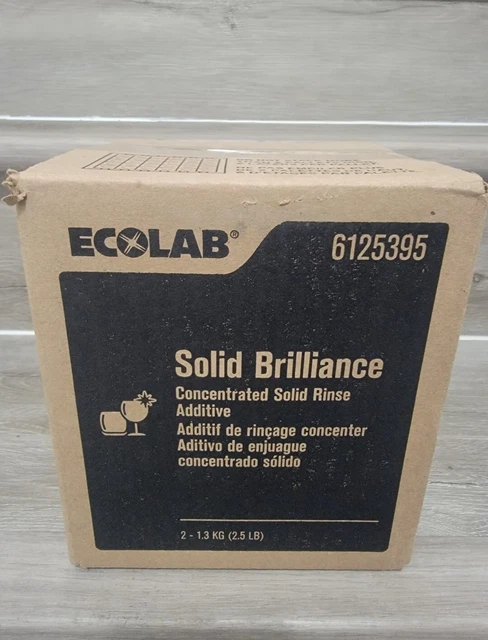 ECOLAB®
6125395
Solid Brilliance
Concentrated Solid Rinse
Additive
Additif de rinçage concenter
Aditivo de enjuague
concentrado sólido
2 - 1.3 KG (2.5 LB)